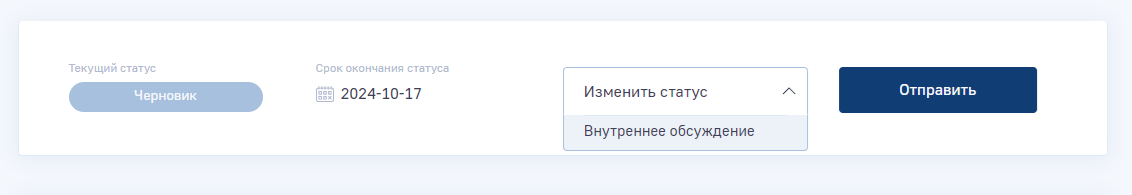 Текущий статус
Черновик
Срок окончания статуса
2024-10-17
Изменить статус
Внутреннее обсуждение
Отправить